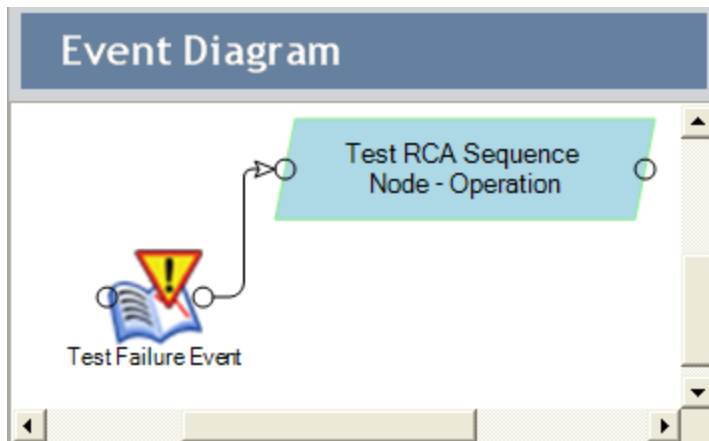 Event Diagram
Test RCA Sequence
Node - Operation
Test Failure Event